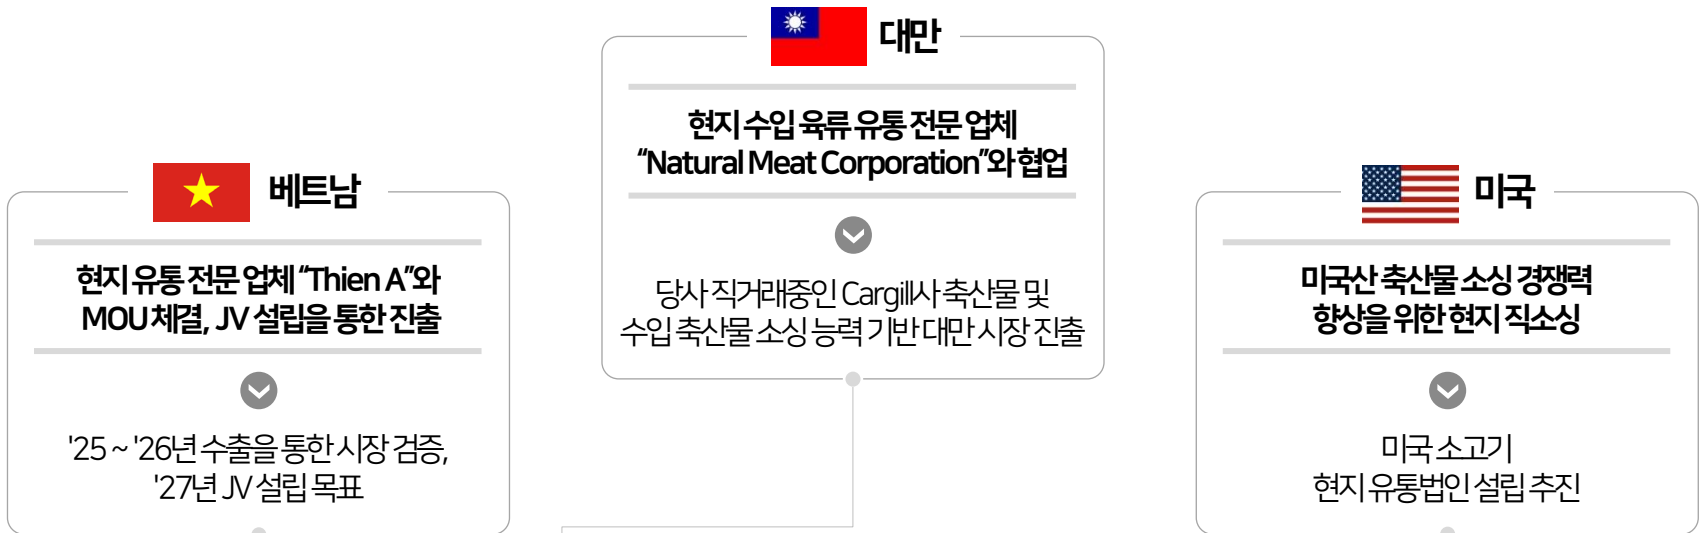 대만
현지 수입 육류 유통 전문 업체
“Natural Meat Corporation”와 협업
당사 직거래중인 Cargill사 축산물 및
수입 축산물 소싱 능력 기반 대만 시장 진출
베트남
현지 유통 전문 업체 “Thien A”와
MOU 체결, JV 설립을 통한 진출
'25 ~ '26년 수출을 통한 시장 검증,
'27년 JV 설립 목표
미국
미국산 축산물 소싱 경쟁력
향상을 위한 현지 직소싱
미국 소고기
현지 유통법인 설립 추진